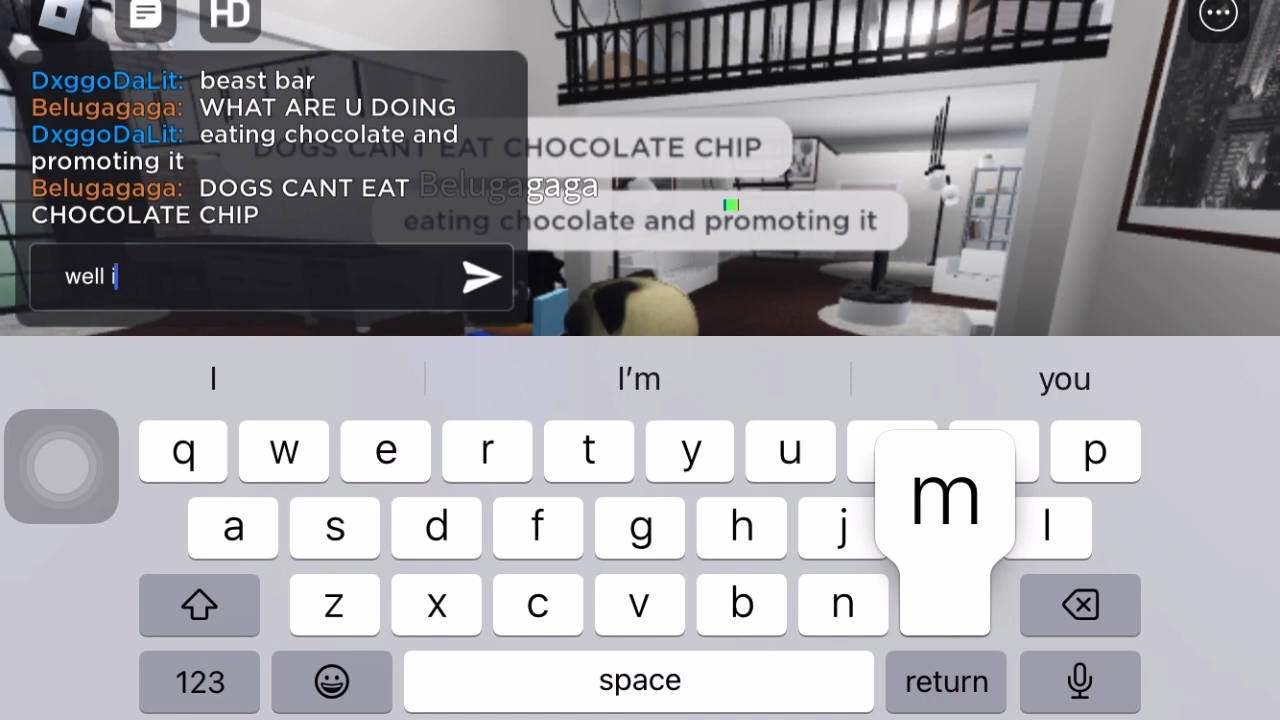 HD
DxggoDaLit: beast bar
Belugagaga: WHAT ARE U DOING
DxggoDaLit: eating chocolate and
promoting it
Belugagaga: DOGS CANT EAT
CHOCOLATE CHIP
DOGS CANT EAT CHOCOLATE CHIP
Belugagaga
eating chocolate and promoting it
well i
I I'm you
q w e r t y u p
a s d f g h j l
m
z x c v b n
123 space return